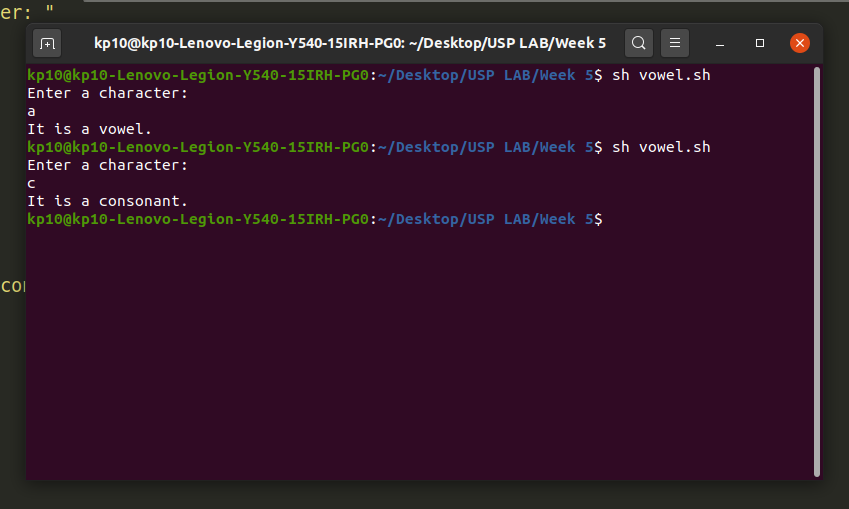 er: "
kp10@kp10-Lenovo-Legion-Y540-15IRH-PG0: ~/Desktop/USP LAB/Week 5
kp10@kp10-Lenovo-Legion-Y540-15IRH-PG0:~/Desktop/USP LAB/Week 5$ sh vowel.sh
Enter a character:
a
It is a vowel.
kp10@kp10-Lenovo-Legion-Y540-15IRH-PG0:~/Desktop/USP LAB/Week 5$ sh vowel.sh
Enter a character:
c
It is a consonant.
kp10@kp10-Lenovo-Legion-Y540-15IRH-PG0:~/Desktop/USP LAB/Week 5$